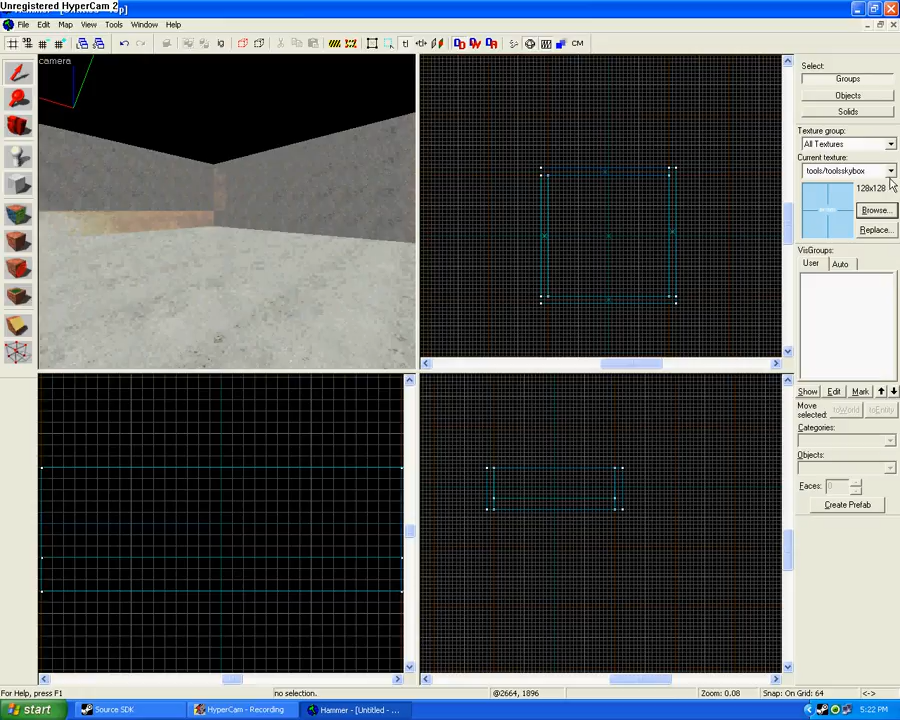 Unregistered HyperCam 2
File Edit Map View Tools Window Help
tl tl
CM
camera
Select:
Groups
Objects
Solids
Texture group:
All Textures
Current texture:
tools/toolsskybox
128x128
Browse...
Replace...
VisGroups:
User Auto
Show Edit Mark
Move selected: toWorld toEntity
Categories:
Objects:
Faces: 0
Create Prefab
For Help, press F1 no selection. @2664, 1896 Zoom: 0.08 Snap: On Grid: 64 <->
start Source SDK HyperCam - Recording Hammer - [Untitled - ... 5:22 PM